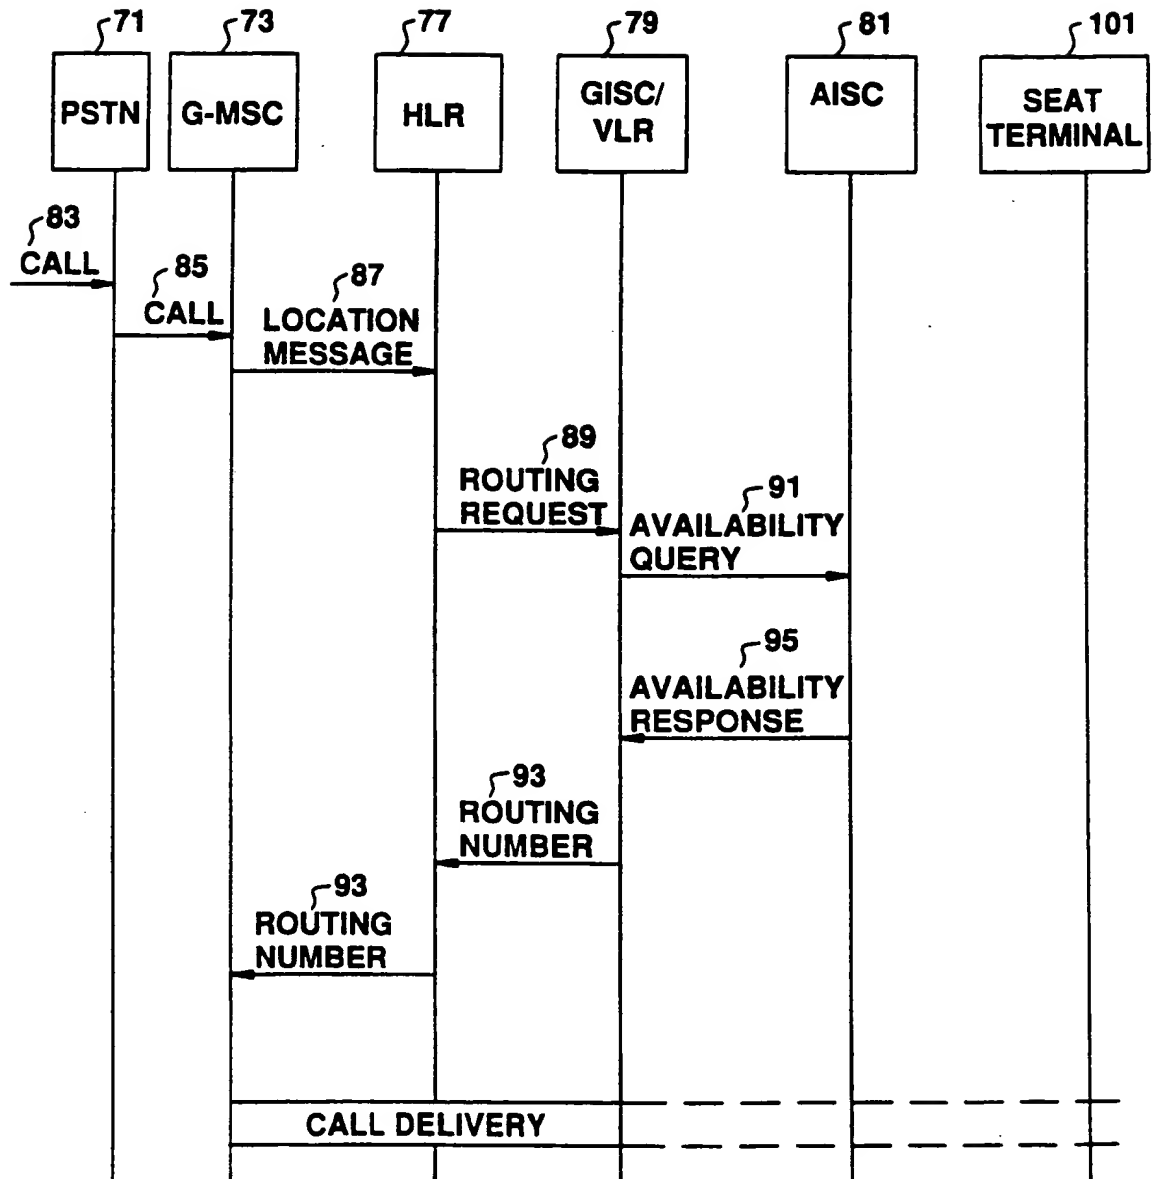 71
73
77
79
81
101
PSTN
G-MSC
HLR
GISC/
VLR
AISC
SEAT
TERMINAL
83
CALL
85
CALL
87
LOCATION
MESSAGE
89
ROUTING
REQUEST
91
AVAILABILITY
QUERY
95
AVAILABILITY
RESPONSE
93
ROUTING
NUMBER
93
ROUTING
NUMBER
CALL DELIVERY